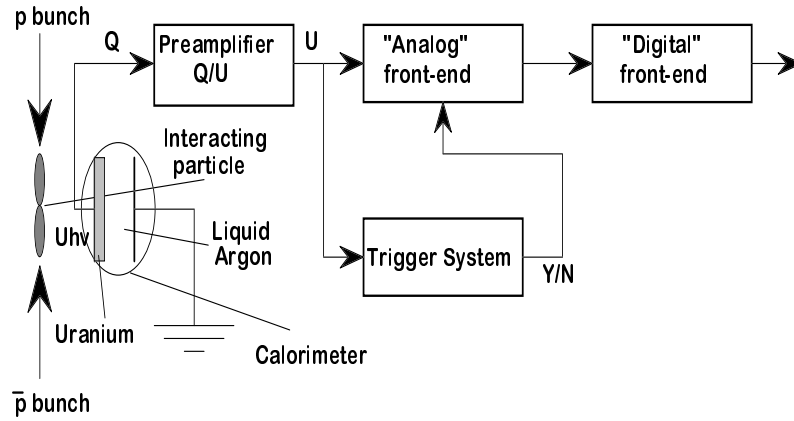 p bunch
Q
Preamplifier
Q/U
U
"Analog"
front-end
"Digital"
front-end
Interacting
particle
Uhv
Liquid
Argon
Trigger System
Y/N
Uranium
Calorimeter
p̅ bunch